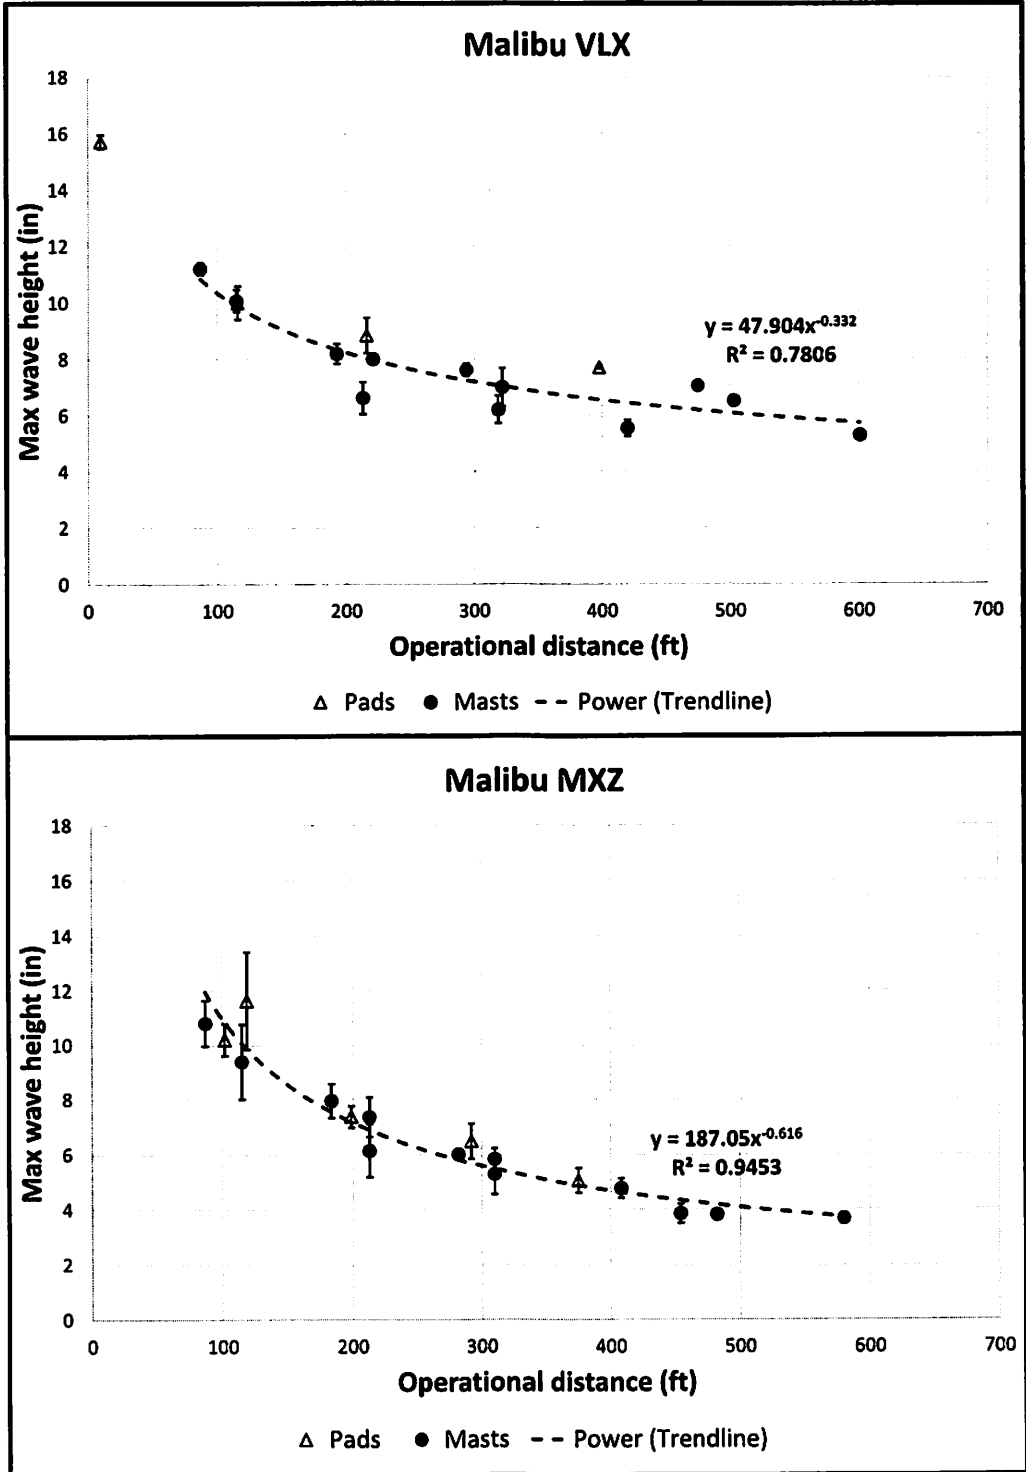 Malibu VLX
18
16
14
12
10
8
6
4
2
0
Max wave height (in)
y = 47.904x^-0.332
R² = 0.7806
0 100 200 300 400 500 600 700
Operational distance (ft)
Pads Masts Power (Trendline)
Malibu MXZ
18
16
14
12
10
8
6
4
2
0
Max wave height (in)
y = 187.05x^-0.616
R² = 0.9453
0 100 200 300 400 500 600 700
Operational distance (ft)
Pads Masts Power (Trendline)